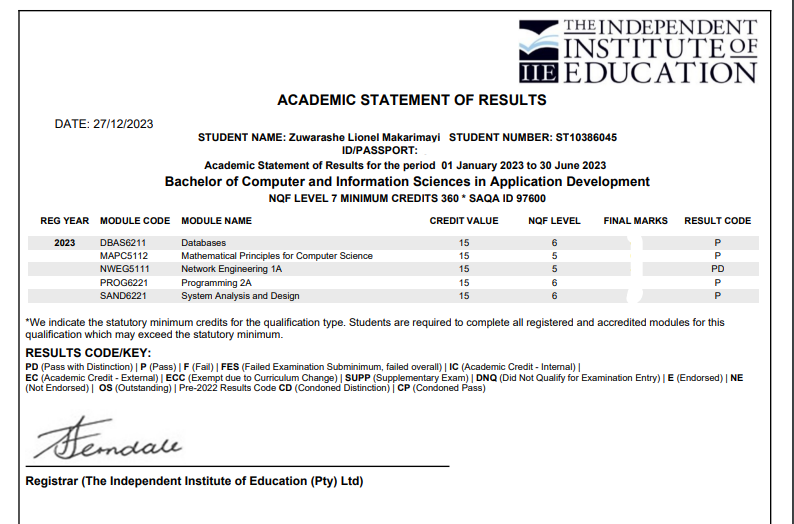 THE INDEPENDENT
INSTITUTE OF
IIE EDUCATION
ACADEMIC STATEMENT OF RESULTS
DATE: 27/12/2023
STUDENT NAME: Zuwarashe Lionel Makarimayi STUDENT NUMBER: ST10386045
ID/PASSPORT:
Academic Statement of Results for the period 01 January 2023 to 30 June 2023
Bachelor of Computer and Information Sciences in Application Development
NQF LEVEL 7 MINIMUM CREDITS 360 * SAQA ID 97600
REG YEAR MODULE CODE MODULE NAME CREDIT VALUE NQF LEVEL FINAL MARKS RESULT CODE
2023 DBAS6211 Databases 15 6 P
MAPC5112 Mathematical Principles for Computer Science 15 5 P
NWEG5111 Network Engineering 1A 15 5 PD
PROG6221 Programming 2A 15 6 P
SAND6221 System Analysis and Design 15 6 P
*We indicate the statutory minimum credits for the qualification type. Students are required to complete all registered and accredited modules for this
qualification which may exceed the statutory minimum.
RESULTS CODE/KEY:
PD (Pass with Distinction) | P (Pass) | F (Fail) | FES (Failed Examination Subminimum, failed overall) | IC (Academic Credit - Internal) |
EC (Academic Credit - External) | ECC (Exempt due to Curriculum Change) | SUPP (Supplementary Exam) | DNQ (Did Not Qualify for Examination Entry) | E (Endorsed) | NE
(Not Endorsed) | OS (Outstanding) | Pre-2022 Results Code CD (Condoned Distinction) | CP (Condoned Pass)
Registrar (The Independent Institute of Education (Pty) Ltd)